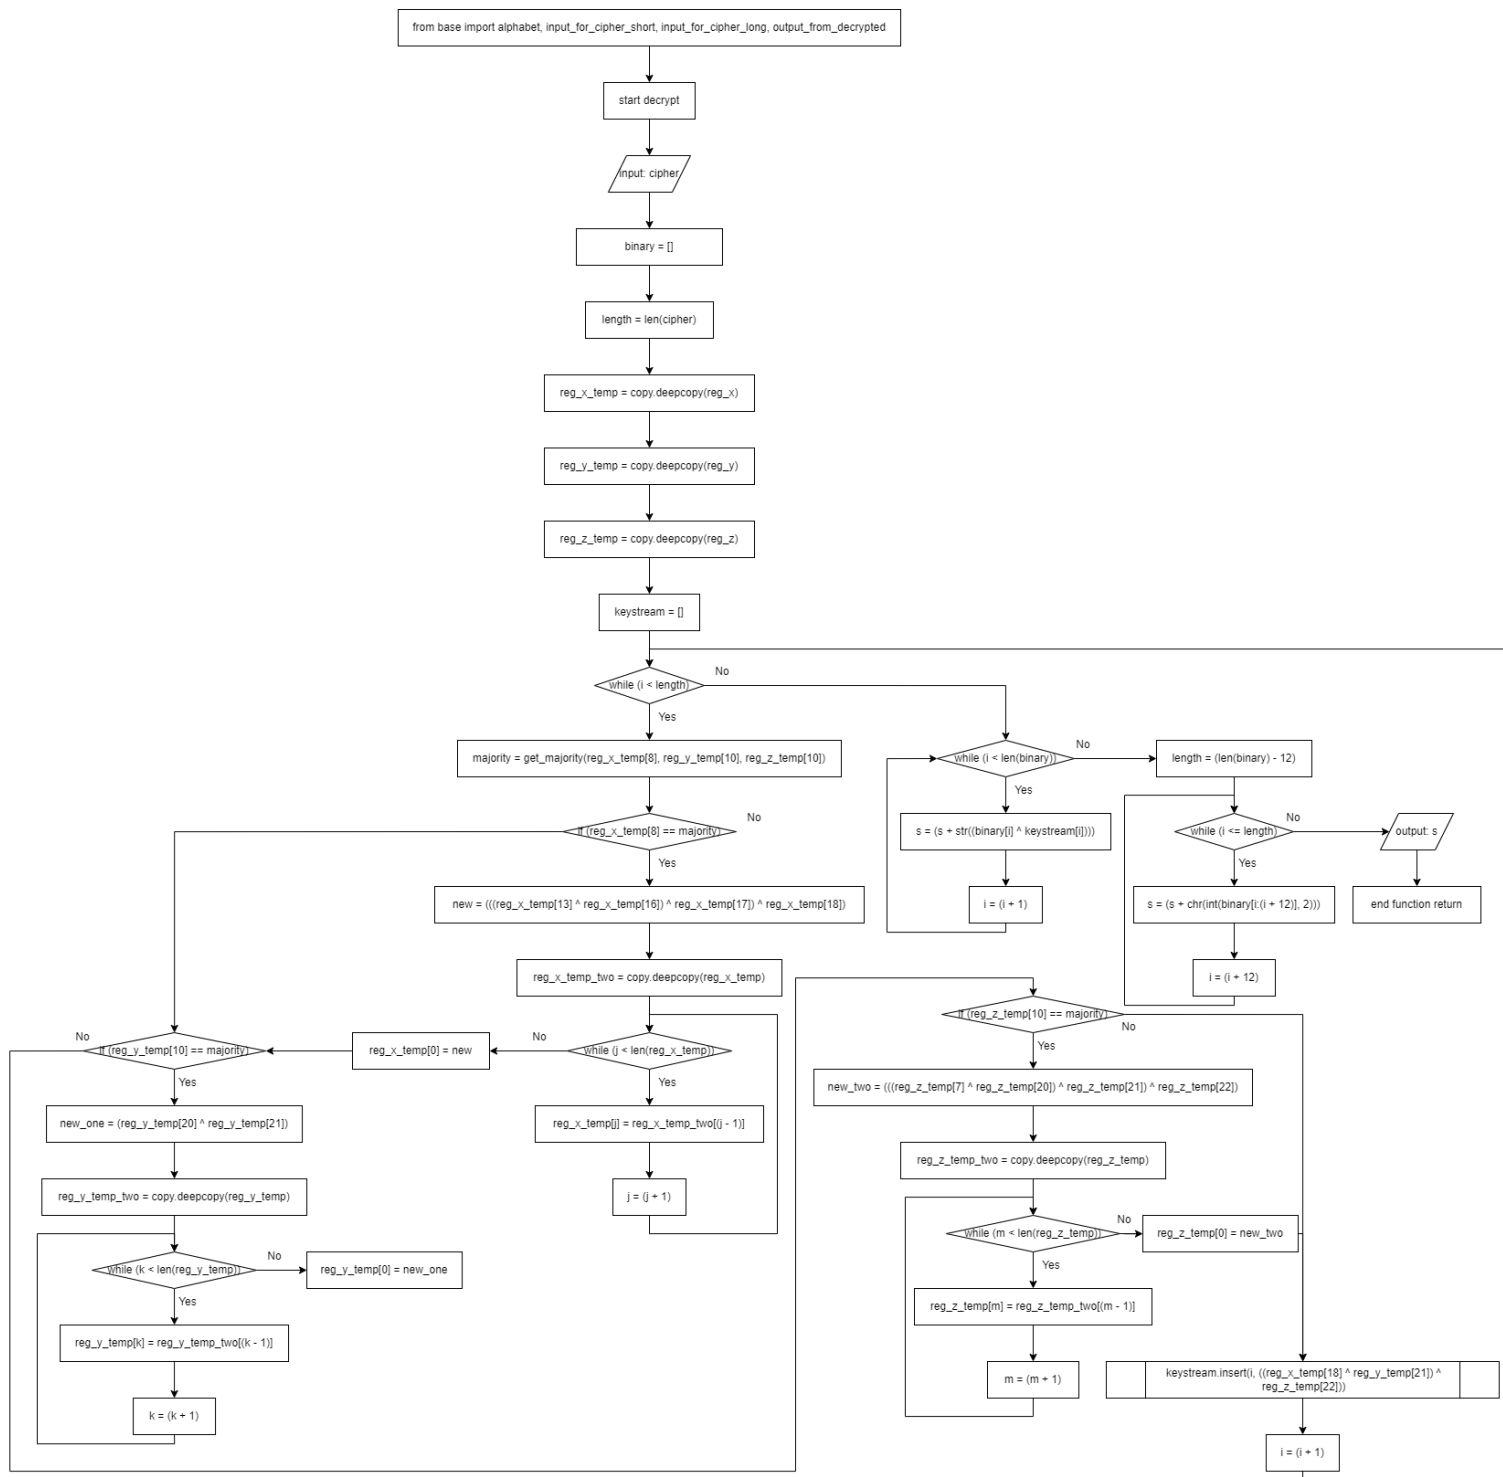 from base import alphabet, input_for_cipher_short, input_for_cipher_long, output_from_decrypted
start decrypt
input: cipher
binary = []
length = len(cipher)
reg_x_temp = copy.deepcopy(reg_x)
reg_y_temp = copy.deepcopy(reg_y)
reg_z_temp = copy.deepcopy(reg_z)
keystream = []
while (i < length)
No
Yes
majority = get_majority(reg_x_temp[8], reg_y_temp[10], reg_z_temp[10])
if (reg_x_temp[8] == majority)
No
Yes
new = (((reg_x_temp[13] ^ reg_x_temp[16]) ^ reg_x_temp[17]) ^ reg_x_temp[18])
reg_x_temp_two = copy.deepcopy(reg_x_temp)
while (j < len(reg_x_temp))
No
Yes
reg_x_temp[0] = new
reg_x_temp[j] = reg_x_temp_two[(j - 1)]
j = (j + 1)
if (reg_y_temp[10] == majority)
No
Yes
new_one = (reg_y_temp[20] ^ reg_y_temp[21])
reg_y_temp_two = copy.deepcopy(reg_y_temp)
while (k < len(reg_y_temp))
No
Yes
reg_y_temp[0] = new_one
reg_y_temp[k] = reg_y_temp_two[(k - 1)]
k = (k + 1)
while (i < len(binary))
No
Yes
s = (s + str((binary[i] ^ keystream[i])))
i = (i + 1)
length = (len(binary) - 12)
while (i <= length)
No
Yes
output: s
end function return
s = (s + chr(int(binary[i:(i + 12)], 2)))
i = (i + 12)
if (reg_z_temp[10] == majority)
No
Yes
new_two = (((reg_z_temp[7] ^ reg_z_temp[20]) ^ reg_z_temp[21]) ^ reg_z_temp[22])
reg_z_temp_two = copy.deepcopy(reg_z_temp)
while (m < len(reg_z_temp))
No
Yes
reg_z_temp[0] = new_two
reg_z_temp[m] = reg_z_temp_two[(m - 1)]
m = (m + 1)
keystream.insert(i, ((reg_x_temp[18] ^ reg_y_temp[21]) ^
reg_z_temp[22]))
i = (i + 1)